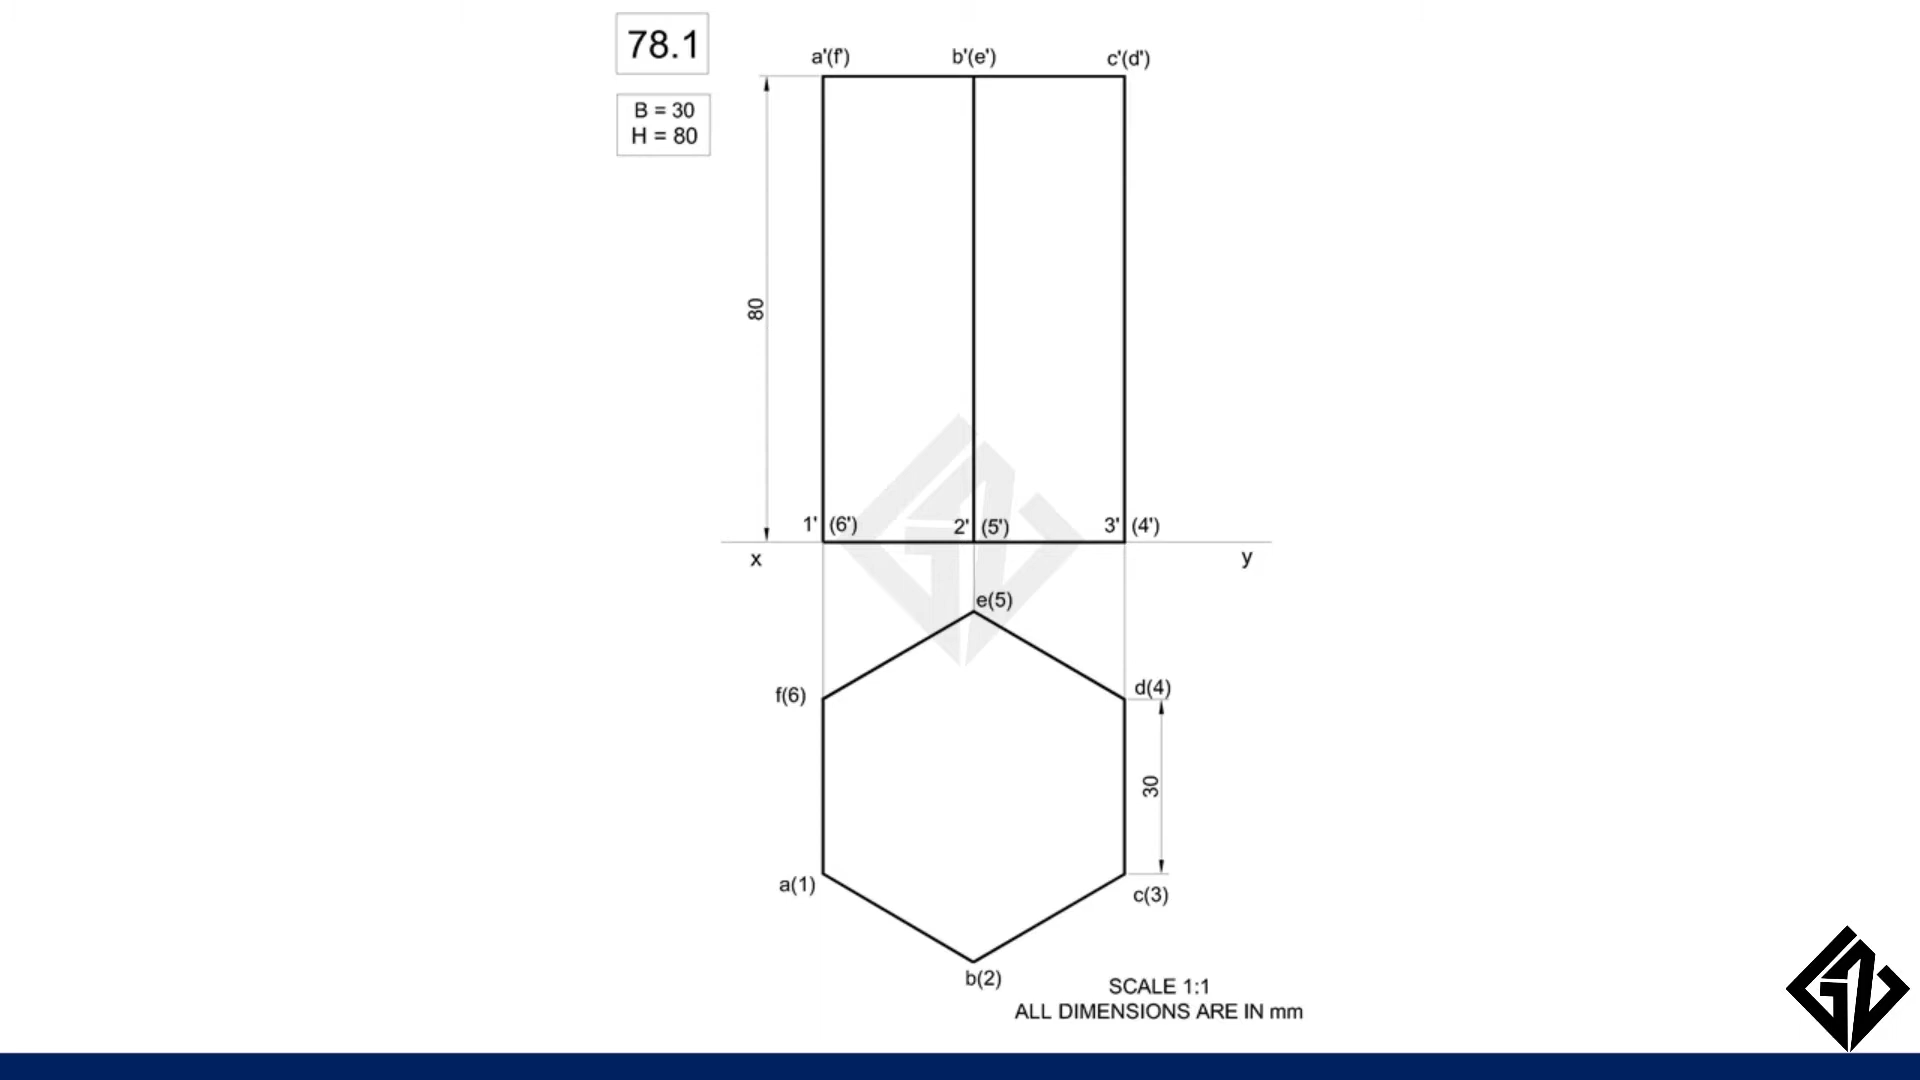 78.1
B = 30
H = 80
a'(f') b'(e') c'(d')
80
1' (6') 2' (5') 3' (4')
x y
e(5)
f(6) d(4)
30
a(1) c(3)
b(2)
SCALE 1:1
ALL DIMENSIONS ARE IN mm